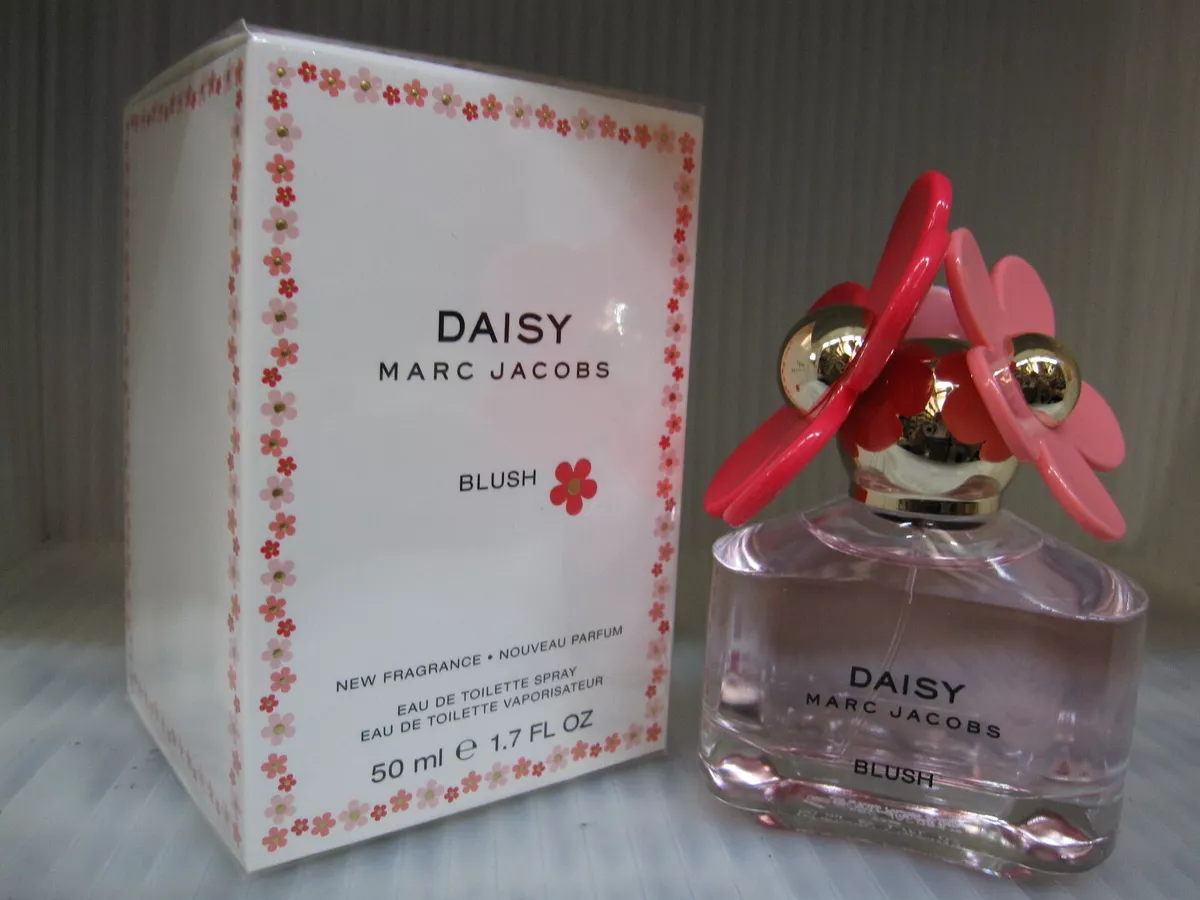 DAISY
MARC JACOBS
BLUSH
NEW FRAGRANCE • NOUVEAU PARFUM
EAU DE TOILETTE SPRAY
EAU DE TOILETTE VAPORISATEUR
50 ml ℮ 1.7 FL OZ
DAISY
MARC JACOBS
BLUSH